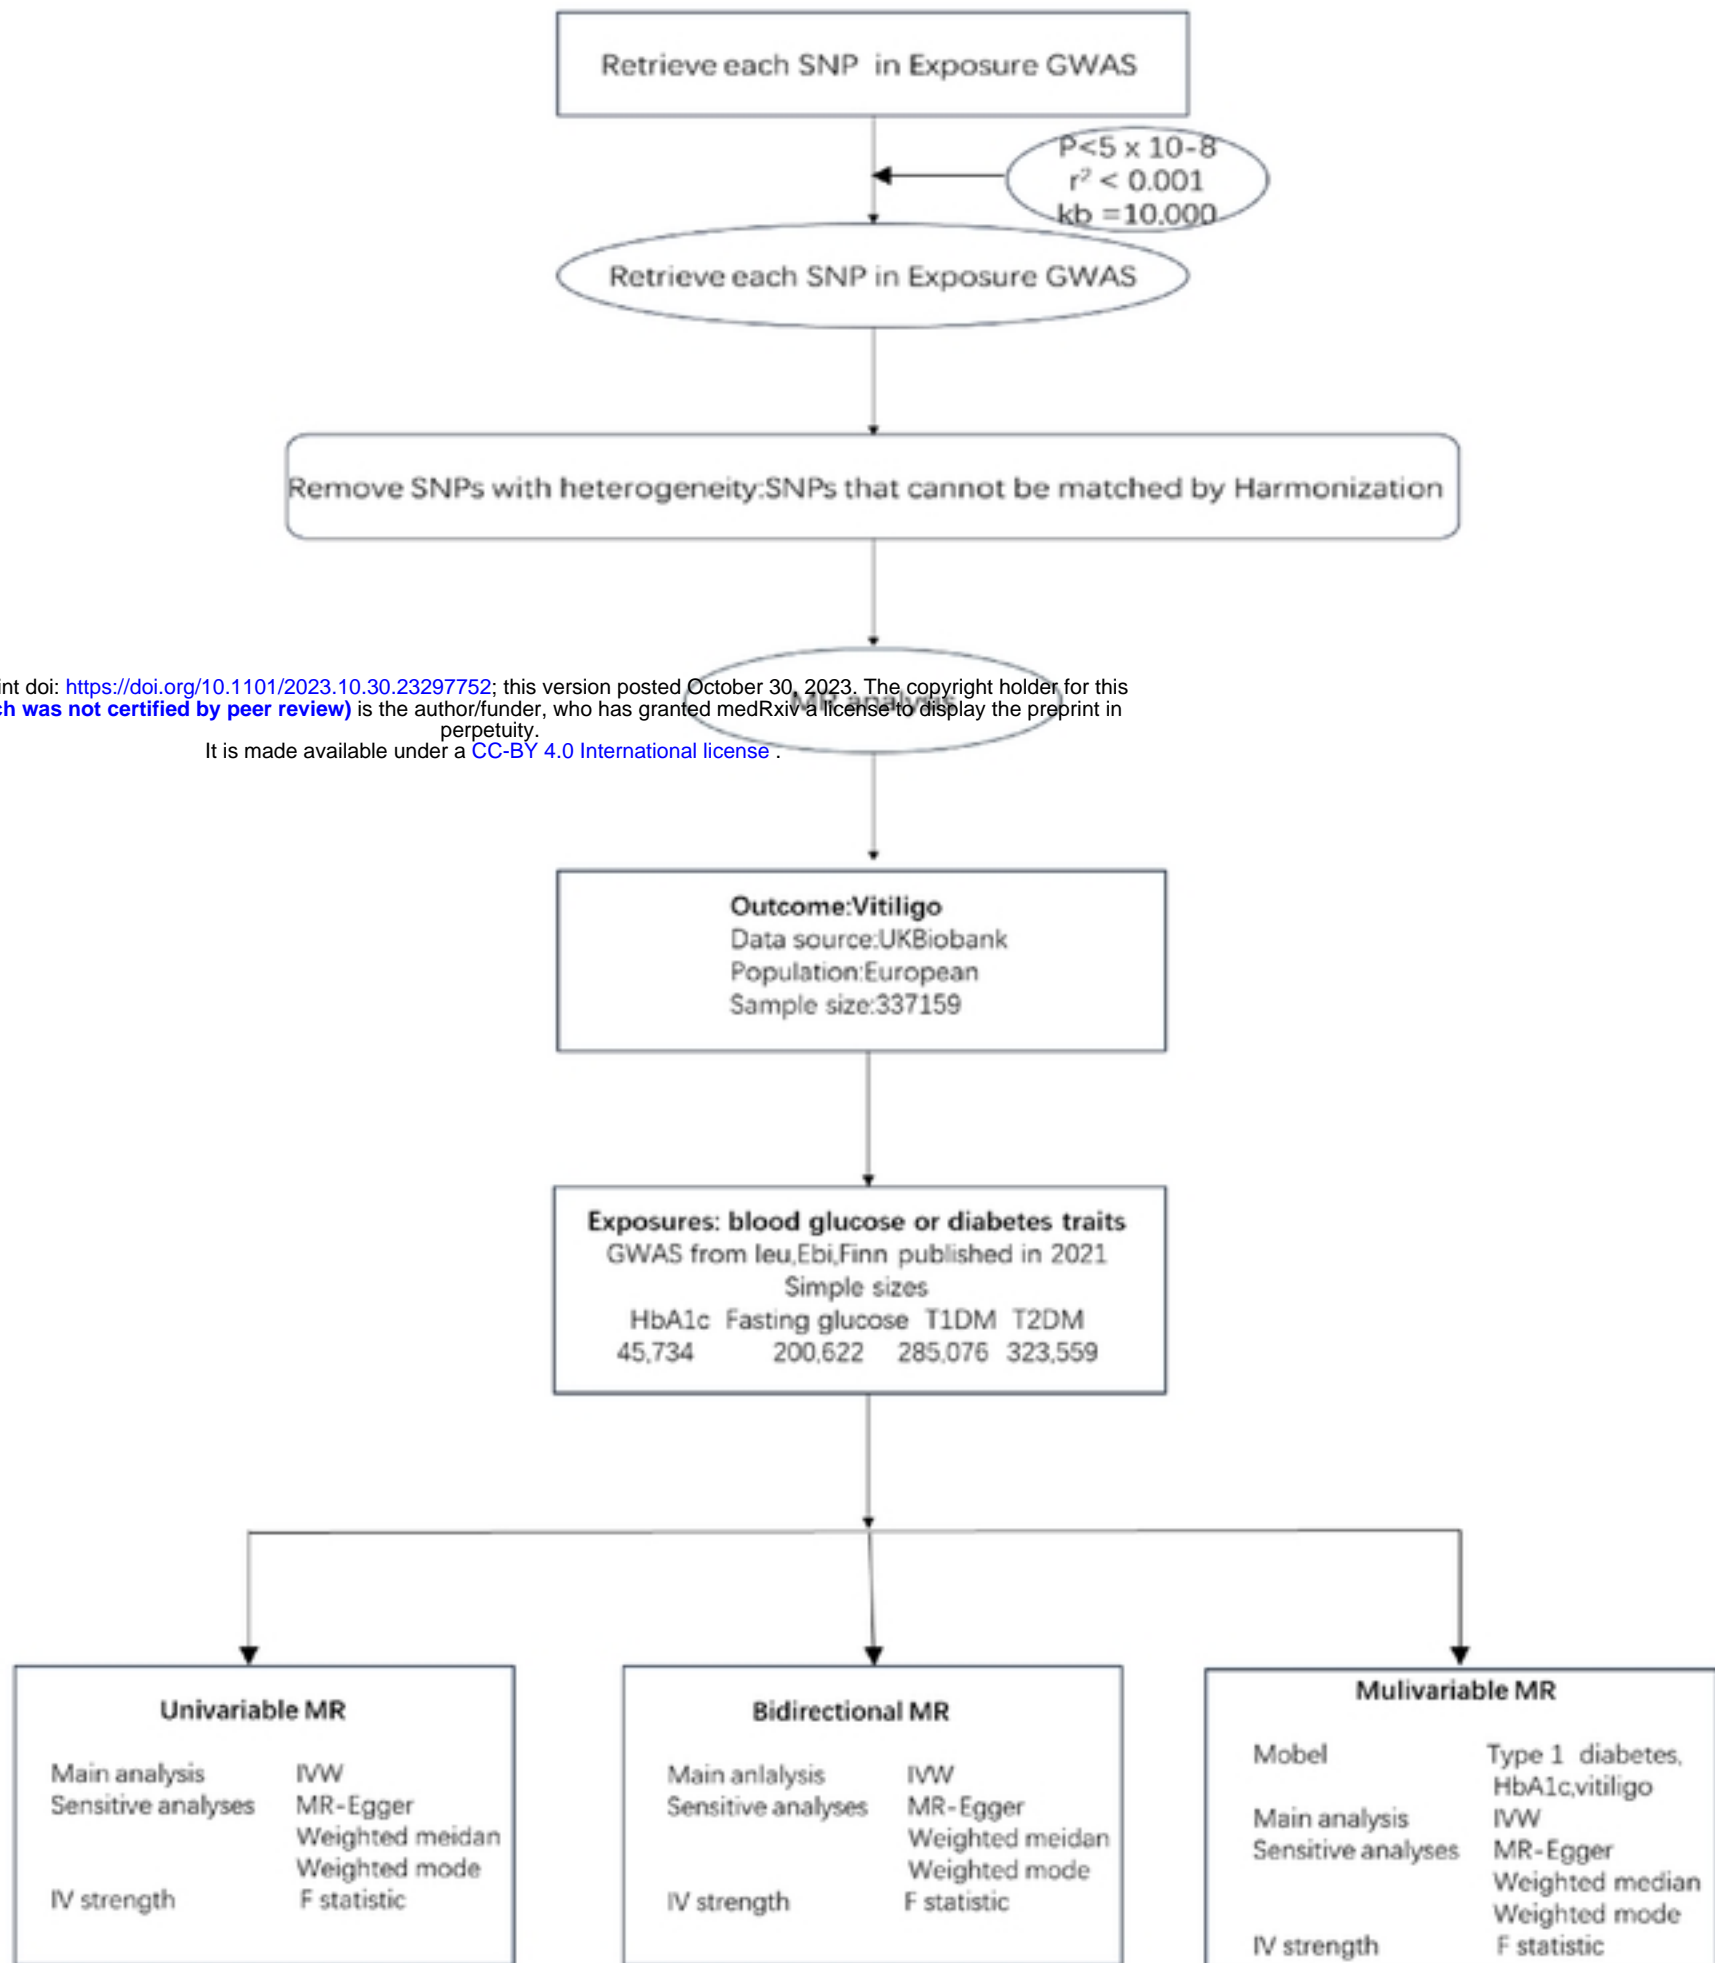 Retrieve each SNP in Exposure GWAS
P<5 x 10-8
r² < 0.001
kb =10.000
Retrieve each SNP in Exposure GWAS
Remove SNPs with heterogeneity:SNPs that cannot be matched by Harmonization
int doi: https://doi.org/10.1101/2023.10.30.23297752; this version posted October 30, 2023. The copyright holder for this
MR analysis
ch was not certified by peer review) is the author/funder, who has granted medRxiv a license to display the preprint in
perpetuity.
It is made available under a CC-BY 4.0 International license .
Outcome:Vitiligo
Data source:UKBiobank
Population:European
Sample size:337159
Exposures: blood glucose or diabetes traits
GWAS from Ieu,Ebi,Finn published in 2021
Simple sizes
HbA1c Fasting glucose T1DM T2DM
45,734 200,622 285,076 323,559
Univariable MR
Main analysis IVW
Sensitive analyses MR-Egger
Weighted meidan
Weighted mode
IV strength F statistic
Bidirectional MR
Main anlalysis IVW
Sensitive analyses MR-Egger
Weighted meidan
Weighted mode
IV strength F statistic
Mulivariable MR
Mobel Type 1 diabetes,
HbA1c,vitiligo
Main analysis IVW
Sensitive analyses MR-Egger
Weighted median
Weighted mode
IV strength F statistic